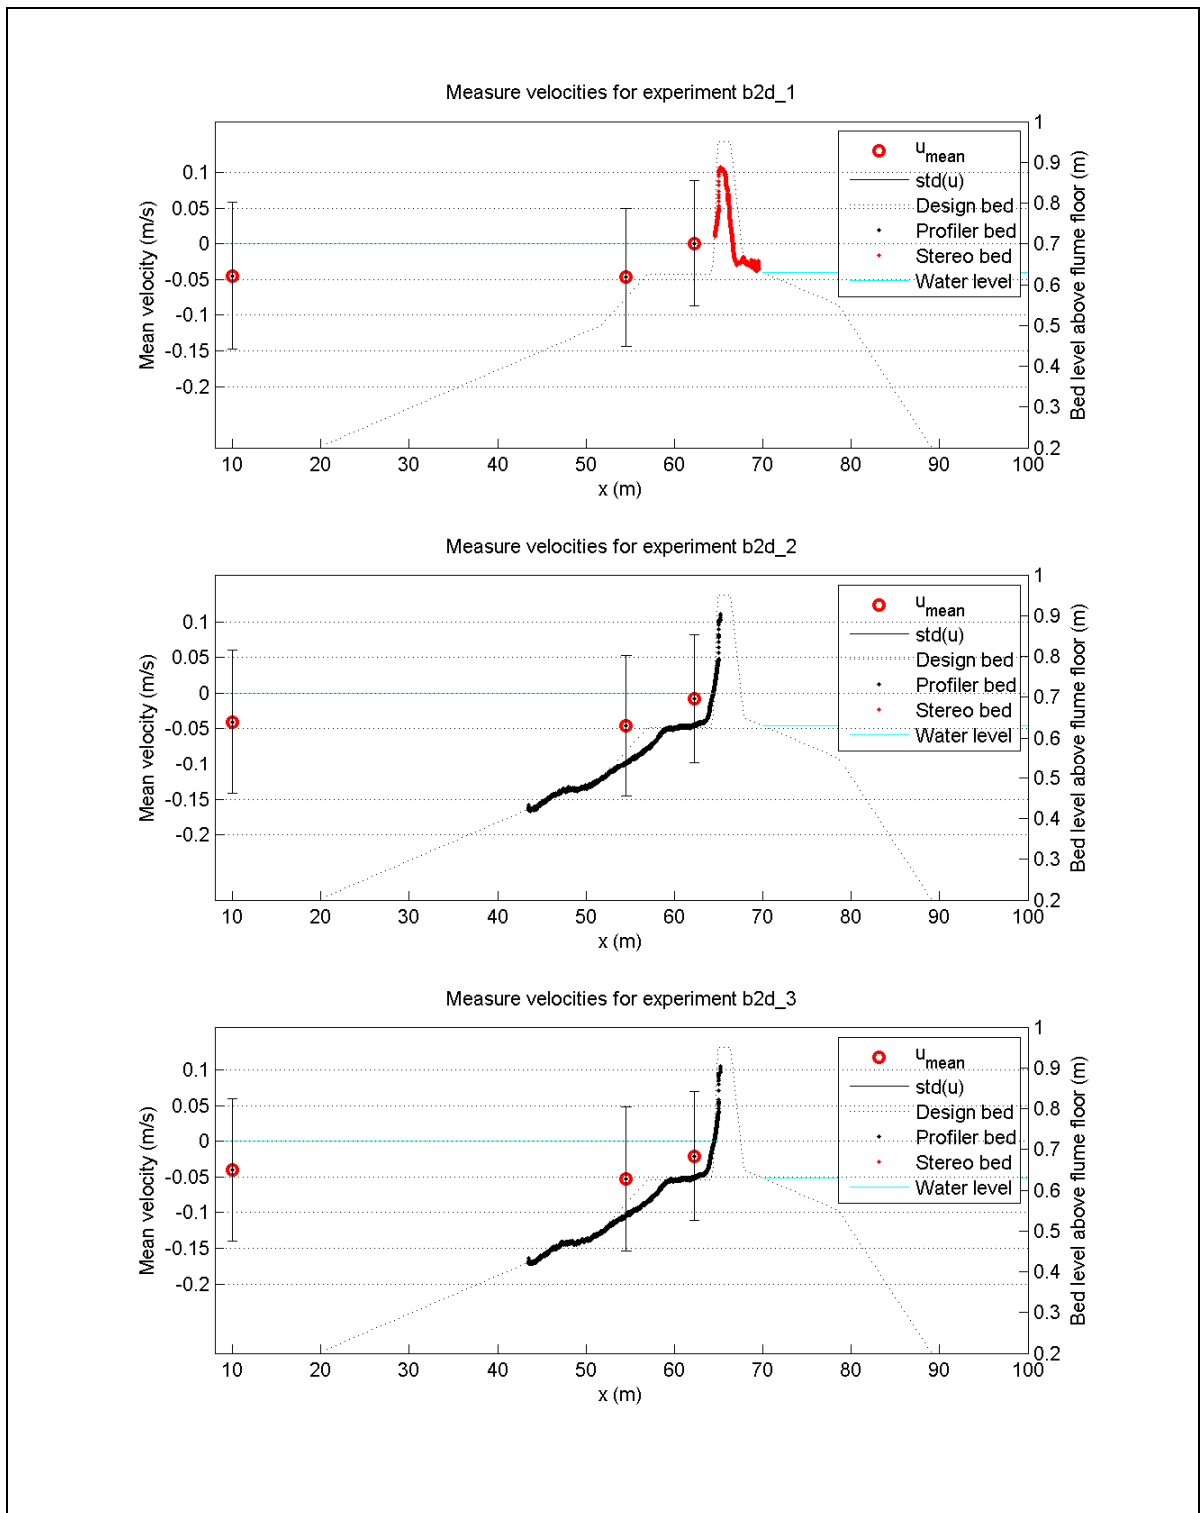 Measure velocities for experiment b2d_1
Mean velocity (m/s)
0.1
0.05
0
-0.05
-0.1
-0.15
-0.2
1
0.9
0.8
0.7
0.6
0.5
0.4
0.3
0.2
Bed level above flume floor (m)
u_mean
std(u)
Design bed
Profiler bed
Stereo bed
Water level
10 20 30 40 50 60 70 80 90 100
x (m)
Measure velocities for experiment b2d_2
Mean velocity (m/s)
0.1
0.05
0
-0.05
-0.1
-0.15
-0.2
1
0.9
0.8
0.7
0.6
0.5
0.4
0.3
0.2
Bed level above flume floor (m)
u_mean
std(u)
Design bed
Profiler bed
Stereo bed
Water level
10 20 30 40 50 60 70 80 90 100
x (m)
Measure velocities for experiment b2d_3
Mean velocity (m/s)
0.1
0.05
0
-0.05
-0.1
-0.15
-0.2
1
0.9
0.8
0.7
0.6
0.5
0.4
0.3
0.2
Bed level above flume floor (m)
u_mean
std(u)
Design bed
Profiler bed
Stereo bed
Water level
10 20 30 40 50 60 70 80 90 100
x (m)